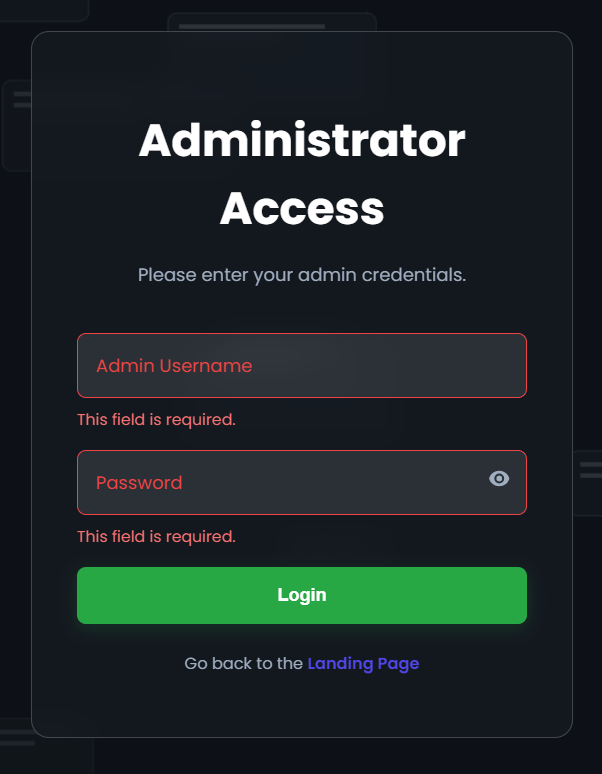 Administrator
Access
Please enter your admin credentials.
Admin Username
This field is required.
Password
This field is required.
Login
Go back to the Landing Page